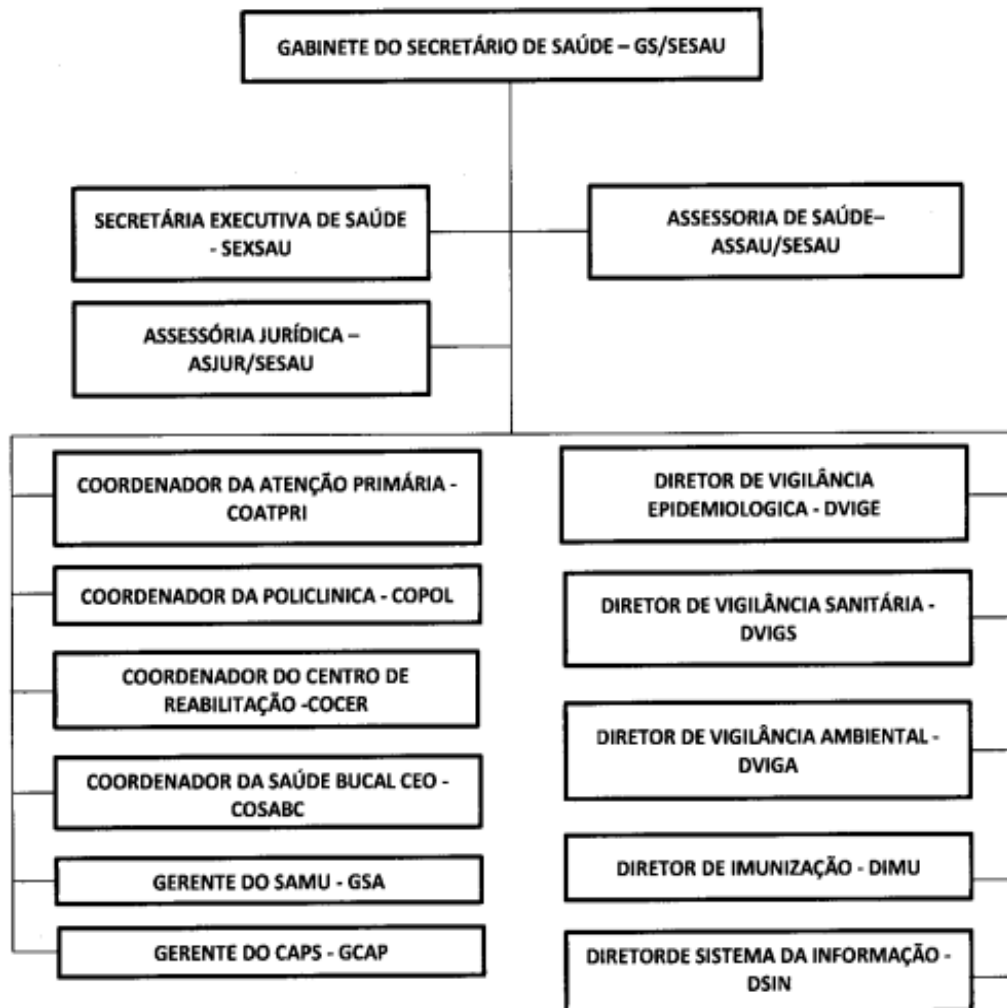 GABINETE DO SECRETÁRIO DE SAÚDE – GS/SESAU
SECRETÁRIA EXECUTIVA DE SAÚDE
- SEXSAU
ASSESSORIA DE SAÚDE–
ASSAU/SESAU
ASSESSÓRIA JURÍDICA –
ASJUR/SESAU
COORDENADOR DA ATENÇÃO PRIMÁRIA -
COATPRI
COORDENADOR DA POLICLINICA - COPOL
COORDENADOR DO CENTRO DE
REABILITAÇÃO -COCER
COORDENADOR DA SAÚDE BUCAL CEO -
COSABC
GERENTE DO SAMU - GSA
GERENTE DO CAPS - GCAP
DIRETOR DE VIGILÂNCIA
EPIDEMIOLOGICA - DVIGE
DIRETOR DE VIGILÂNCIA SANITÁRIA -
DVIGS
DIRETOR DE VIGILÂNCIA AMBIENTAL -
DVIGA
DIRETOR DE IMUNIZAÇÃO - DIMU
DIRETORDE SISTEMA DA INFORMAÇÃO -
DSIN